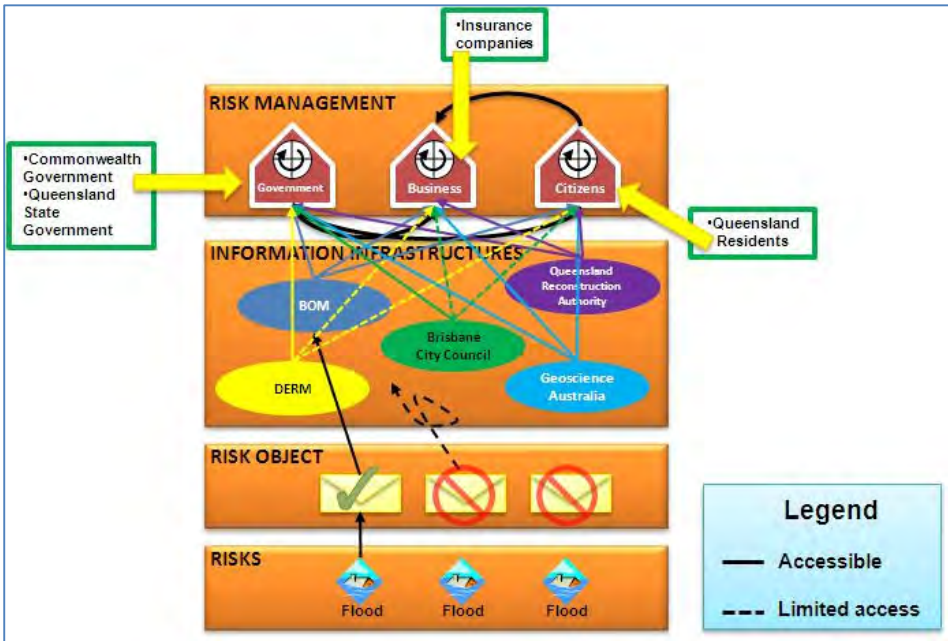 •Insurance
companies
RISK MANAGEMENT
•Commonwealth
Government
•Queensland
State
Government
Government
Business
Citizens
•Queensland
Residents
INFORMATION INFRASTRUCTURES
BOM
Queensland
Reconstruction
Authority
Brisbane
City Council
DERM
Geoscience
Australia
RISK OBJECT
RISKS
Flood
Flood
Flood
Legend
Accessible
Limited access